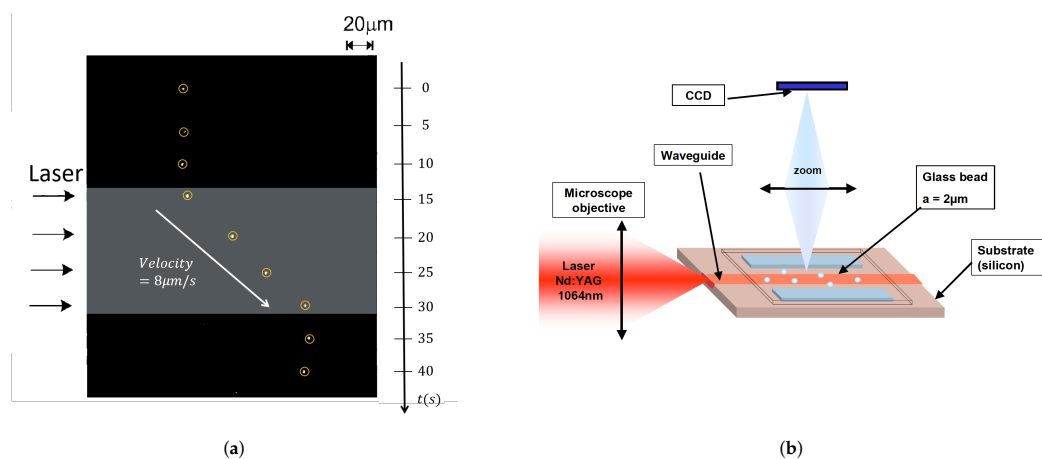 20μm
0
5
10
15
20
25
30
35
40
t(s)
Laser
Velocity
= 8μm/s
(a)
CCD
Waveguide
zoom
Glass bead
a = 2μm
Microscope
objective
Substrate
(silicon)
Laser
Nd:YAG
1064nm
(b)